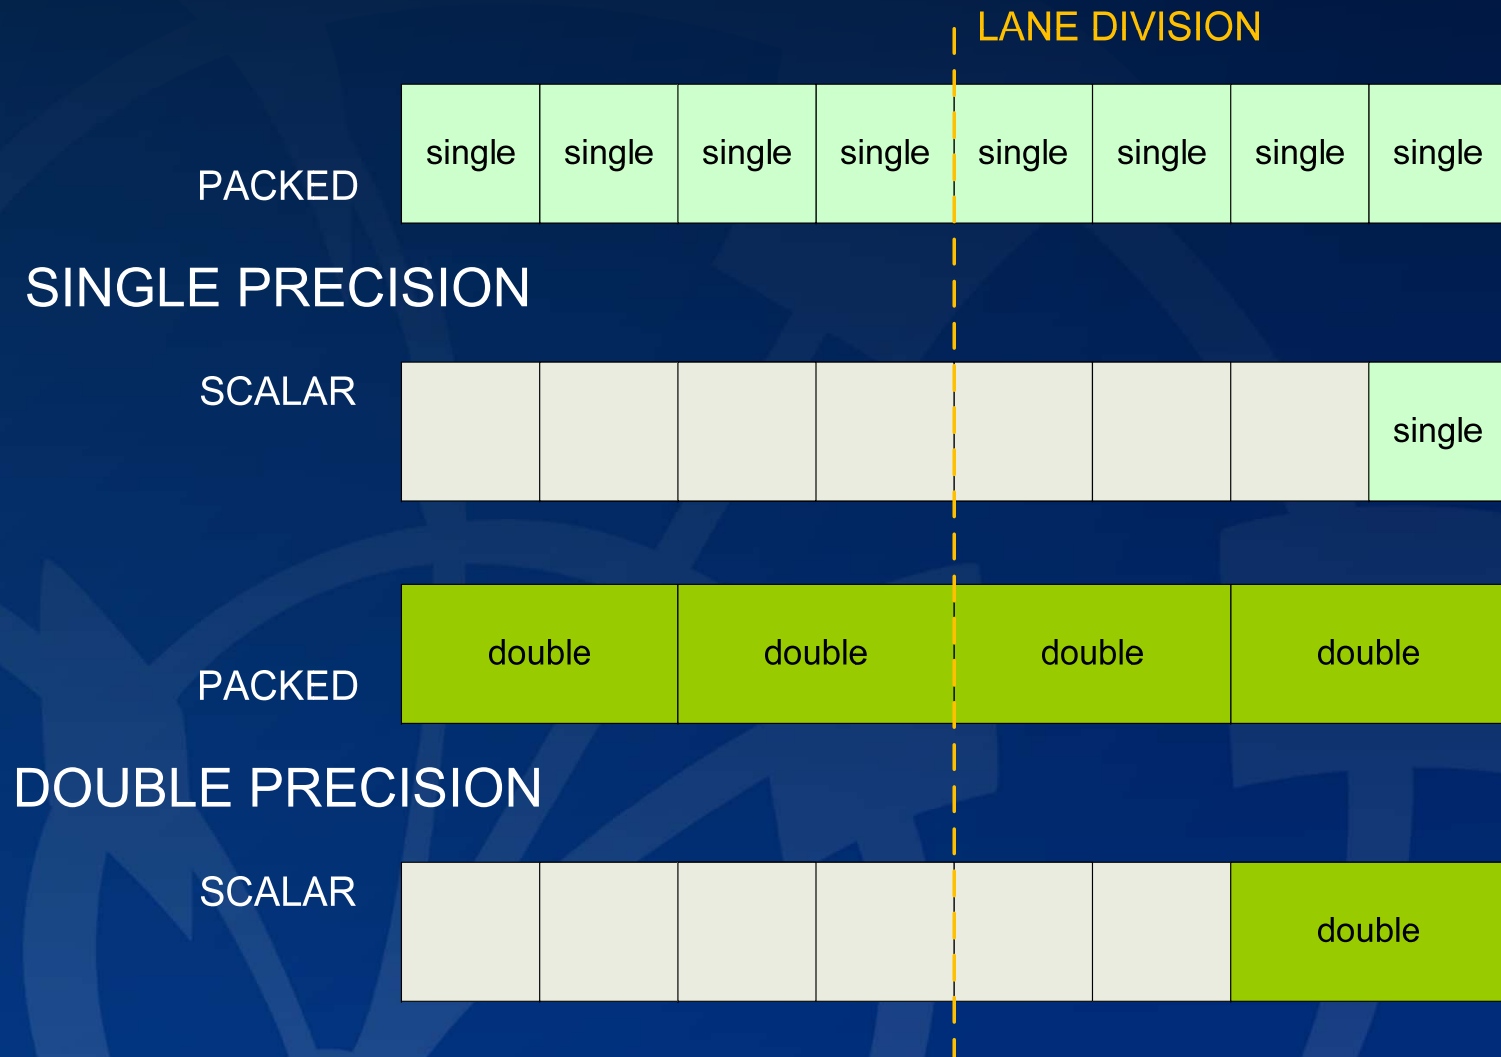 LANE DIVISION
single single single single single single single single
PACKED
SINGLE PRECISION
SCALAR
single
double double double double
PACKED
DOUBLE PRECISION
SCALAR
double